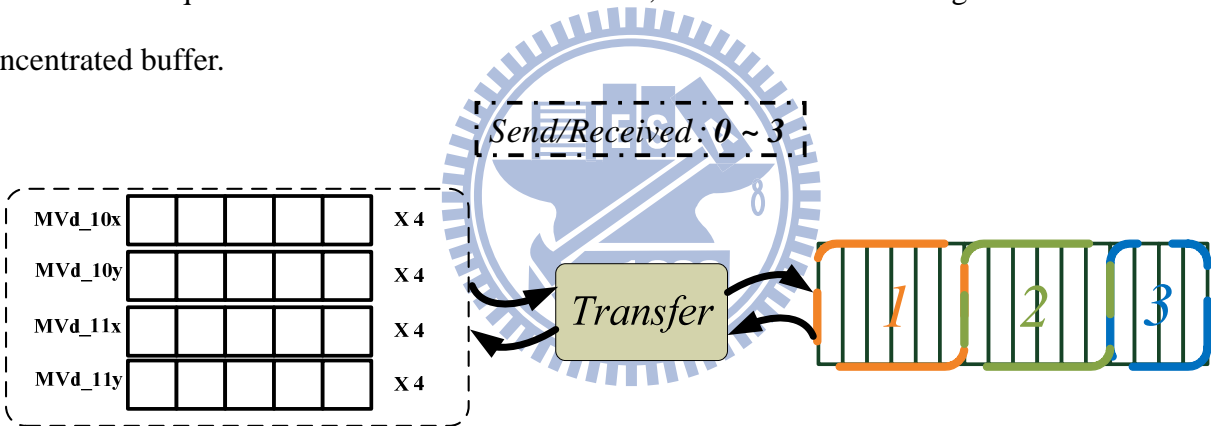 ncentrated buffer.
Send/Received: 0 ~ 3
MVd_10x X 4
MVd_10y X 4
MVd_11x X 4
MVd_11y X 4
Transfer
1 2 3